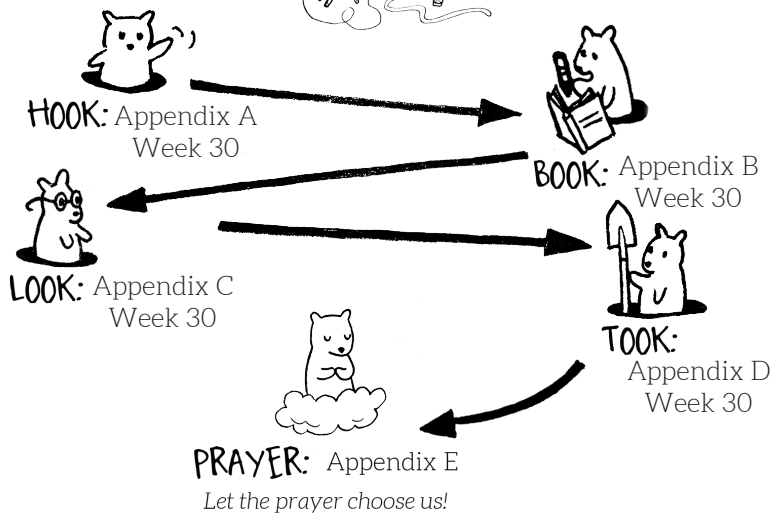 HOOK: Appendix A
Week 30
BOOK: Appendix B
Week 30
LOOK: Appendix C
Week 30
TOOK:
Appendix D
Week 30
PRAYER: Appendix E
Let the prayer choose us!